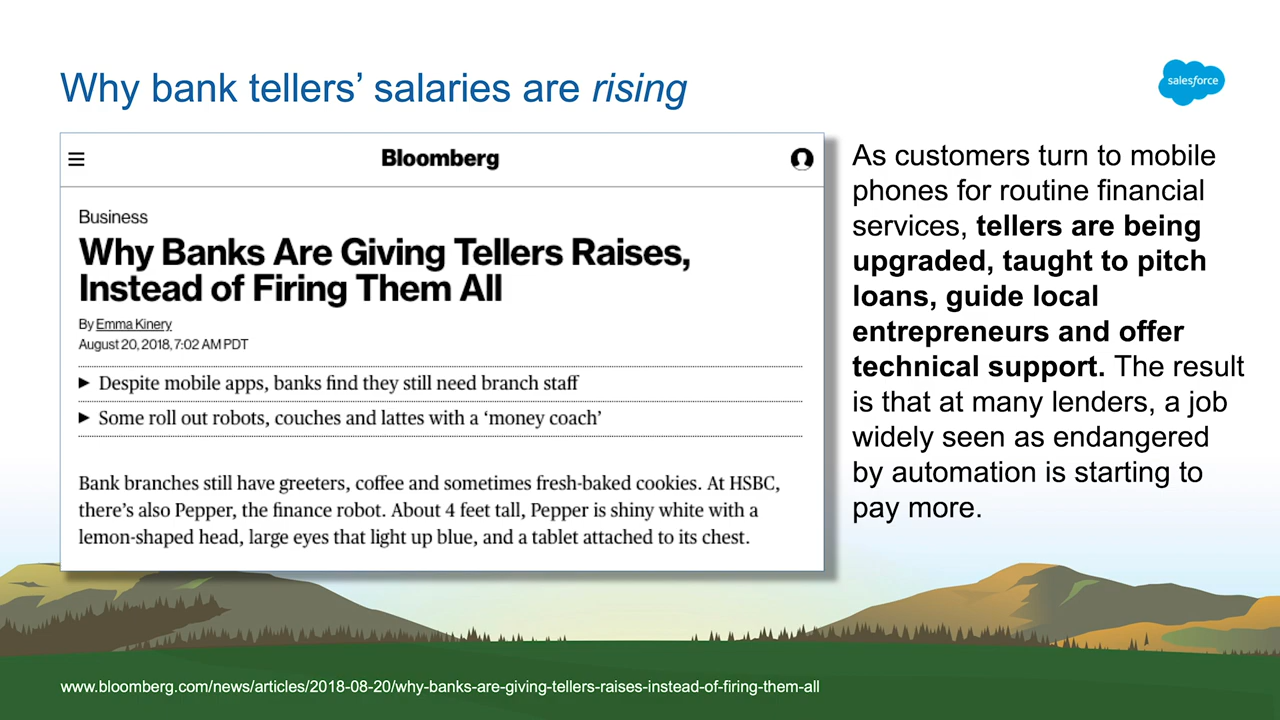 Why bank tellers’ salaries are rising
salesforce
Bloomberg
Business
Why Banks Are Giving Tellers Raises,
Instead of Firing Them All
By Emma Kinery
August 20, 2018, 7:02 AM PDT
Despite mobile apps, banks find they still need branch staff
Some roll out robots, couches and lattes with a ‘money coach’
Bank branches still have greeters, coffee and sometimes fresh-baked cookies. At HSBC,
there’s also Pepper, the finance robot. About 4 feet tall, Pepper is shiny white with a
lemon-shaped head, large eyes that light up blue, and a tablet attached to its chest.
As customers turn to mobile
phones for routine financial
services, tellers are being
upgraded, taught to pitch
loans, guide local
entrepreneurs and offer
technical support. The result
is that at many lenders, a job
widely seen as endangered
by automation is starting to
pay more.
www.bloomberg.com/news/articles/2018-08-20/why-banks-are-giving-tellers-raises-instead-of-firing-them-all